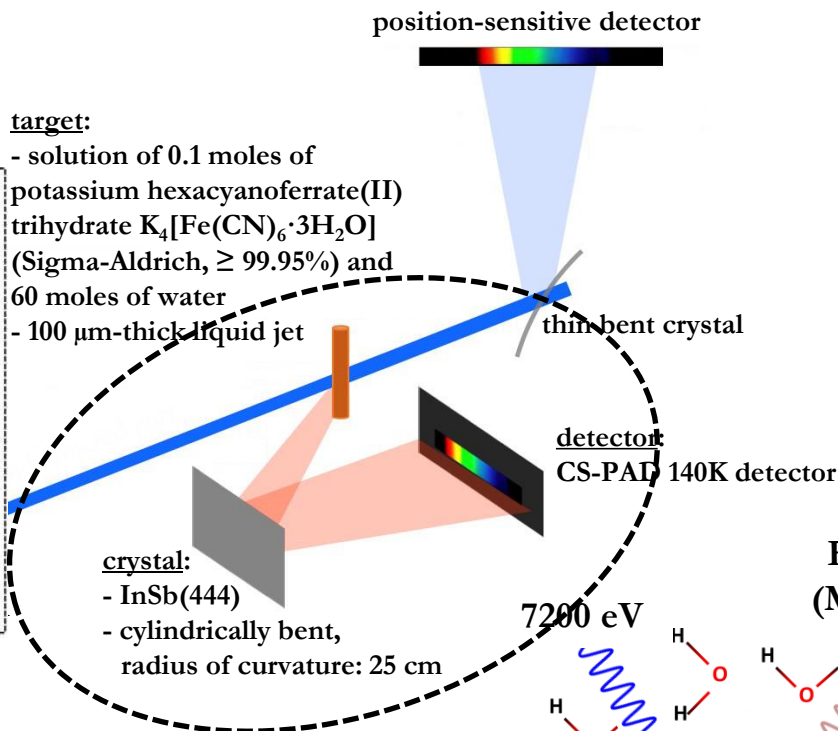 position-sensitive detector
target:
- solution of 0.1 moles of
potassium hexacyanoferrate(II)
trihydrate K₄[Fe(CN)₆·3H₂O]
(Sigma-Aldrich, ≥ 99.95%) and
60 moles of water
- 100 µm-thick liquid jet
thin bent crystal
detector:
CS-PAD 140K detector
crystal:
- InSb(444)
- cylindrically bent,
radius of curvature: 25 cm
7200 eV
H
O
H
H
O
H